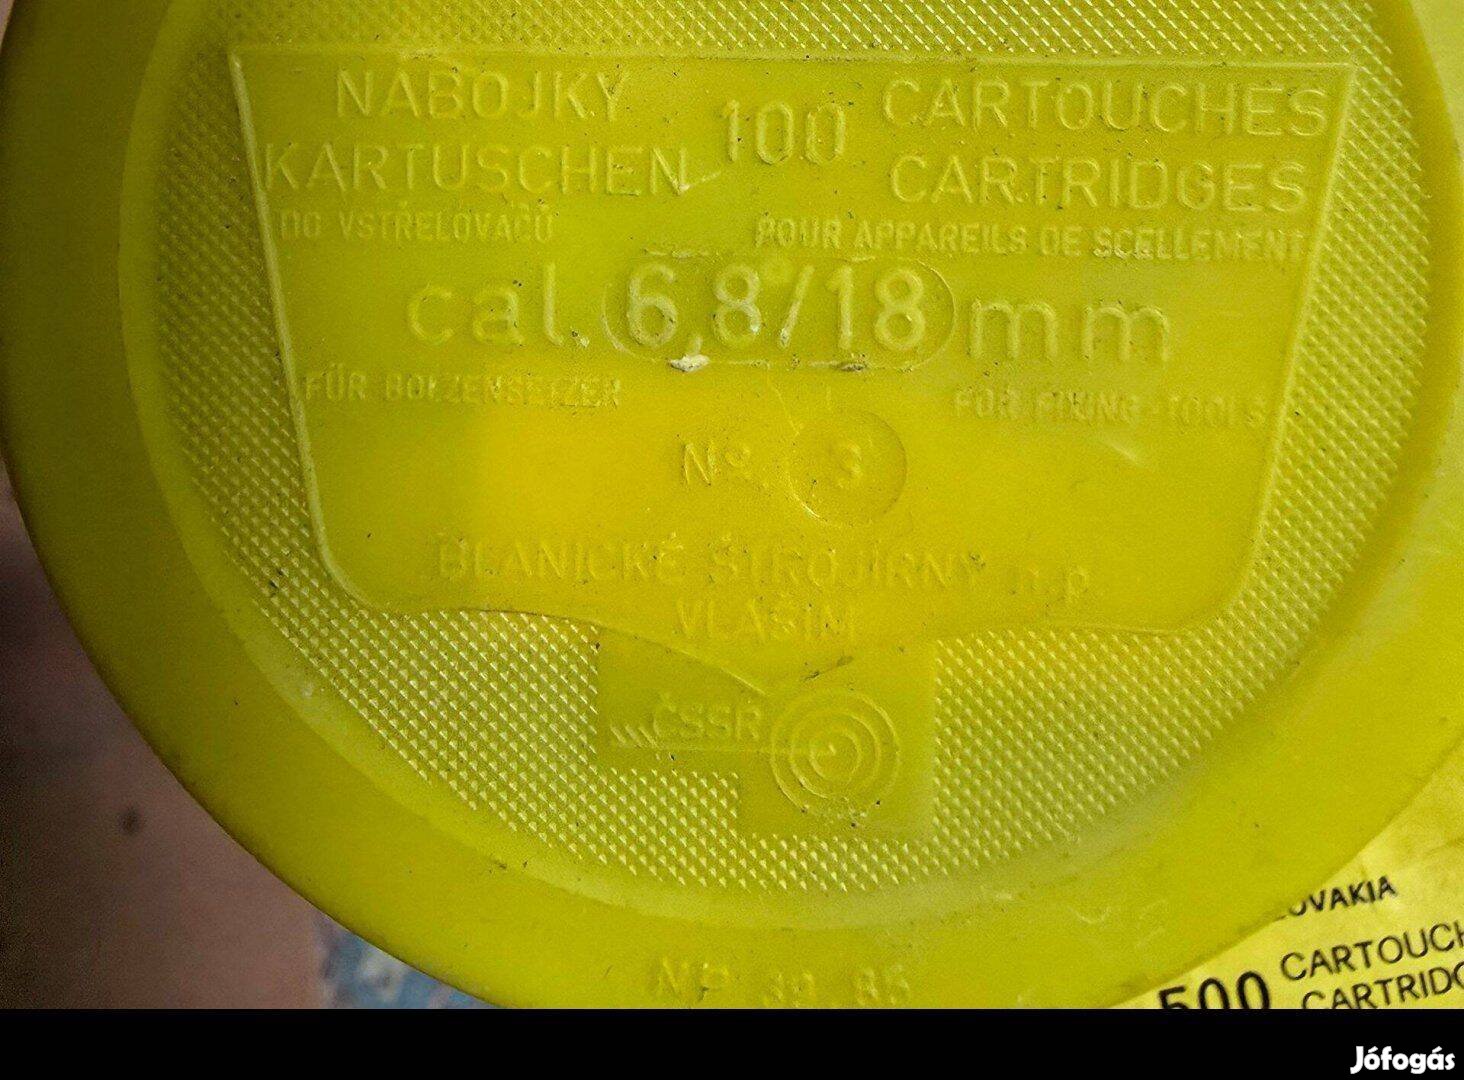 NÁBOJKY 100 CARTOUCHES
KARTUSCHEN CARTRIDGES
DO VSTŘELOVAČŮ POUR APPAREILS DE SCELLEMENT
cal. 6,8/18 mm
FÜR BOLZENSETZER FOR FIXING-TOOLS
No. 3
BLANICKÉ STROJÍRNY n.p.
VLAŠIM
ČSSR
OVAKIA
500 CARTOUCH
CARTRIDG
Jófogás